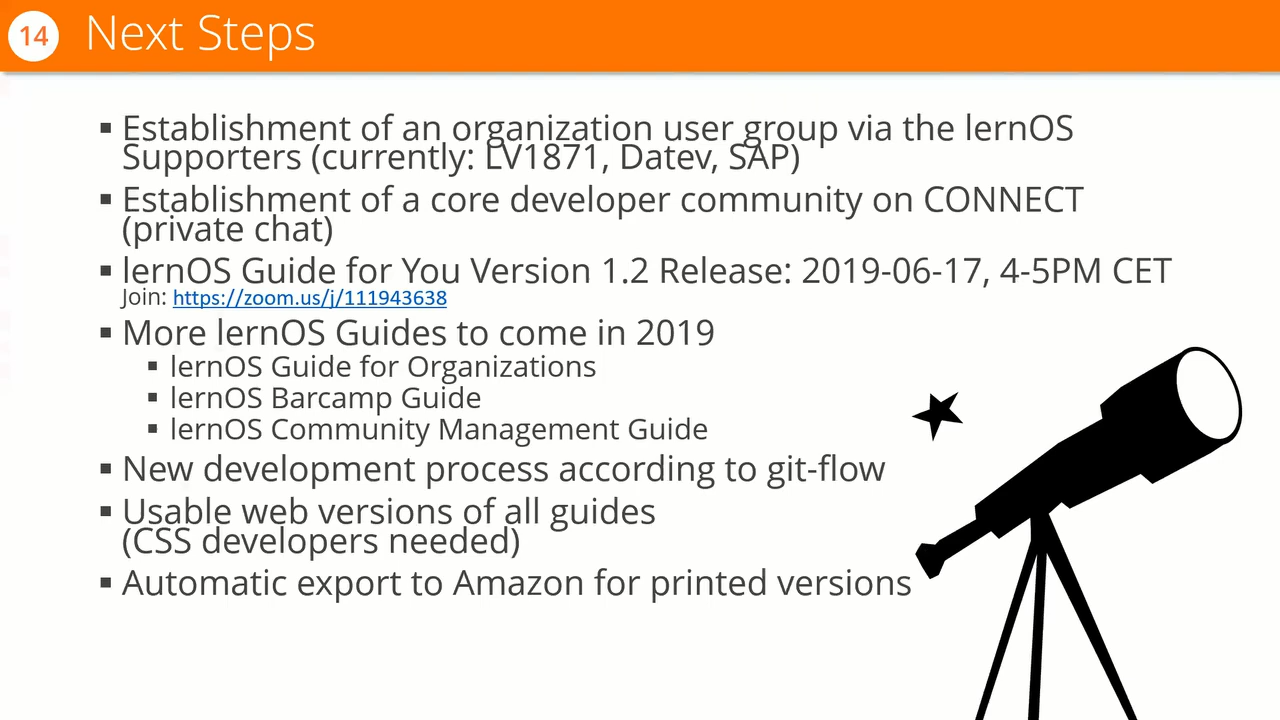 14 Next Steps
Establishment of an organization user group via the lernOS
Supporters (currently: LV1871, Datev, SAP)
Establishment of a core developer community on CONNECT
(private chat)
lernOS Guide for You Version 1.2 Release: 2019-06-17, 4-5PM CET
Join: https://zoom.us/j/111943638
More lernOS Guides to come in 2019
lernOS Guide for Organizations
lernOS Barcamp Guide
lernOS Community Management Guide
New development process according to git-flow
Usable web versions of all guides
(CSS developers needed)
Automatic export to Amazon for printed versions